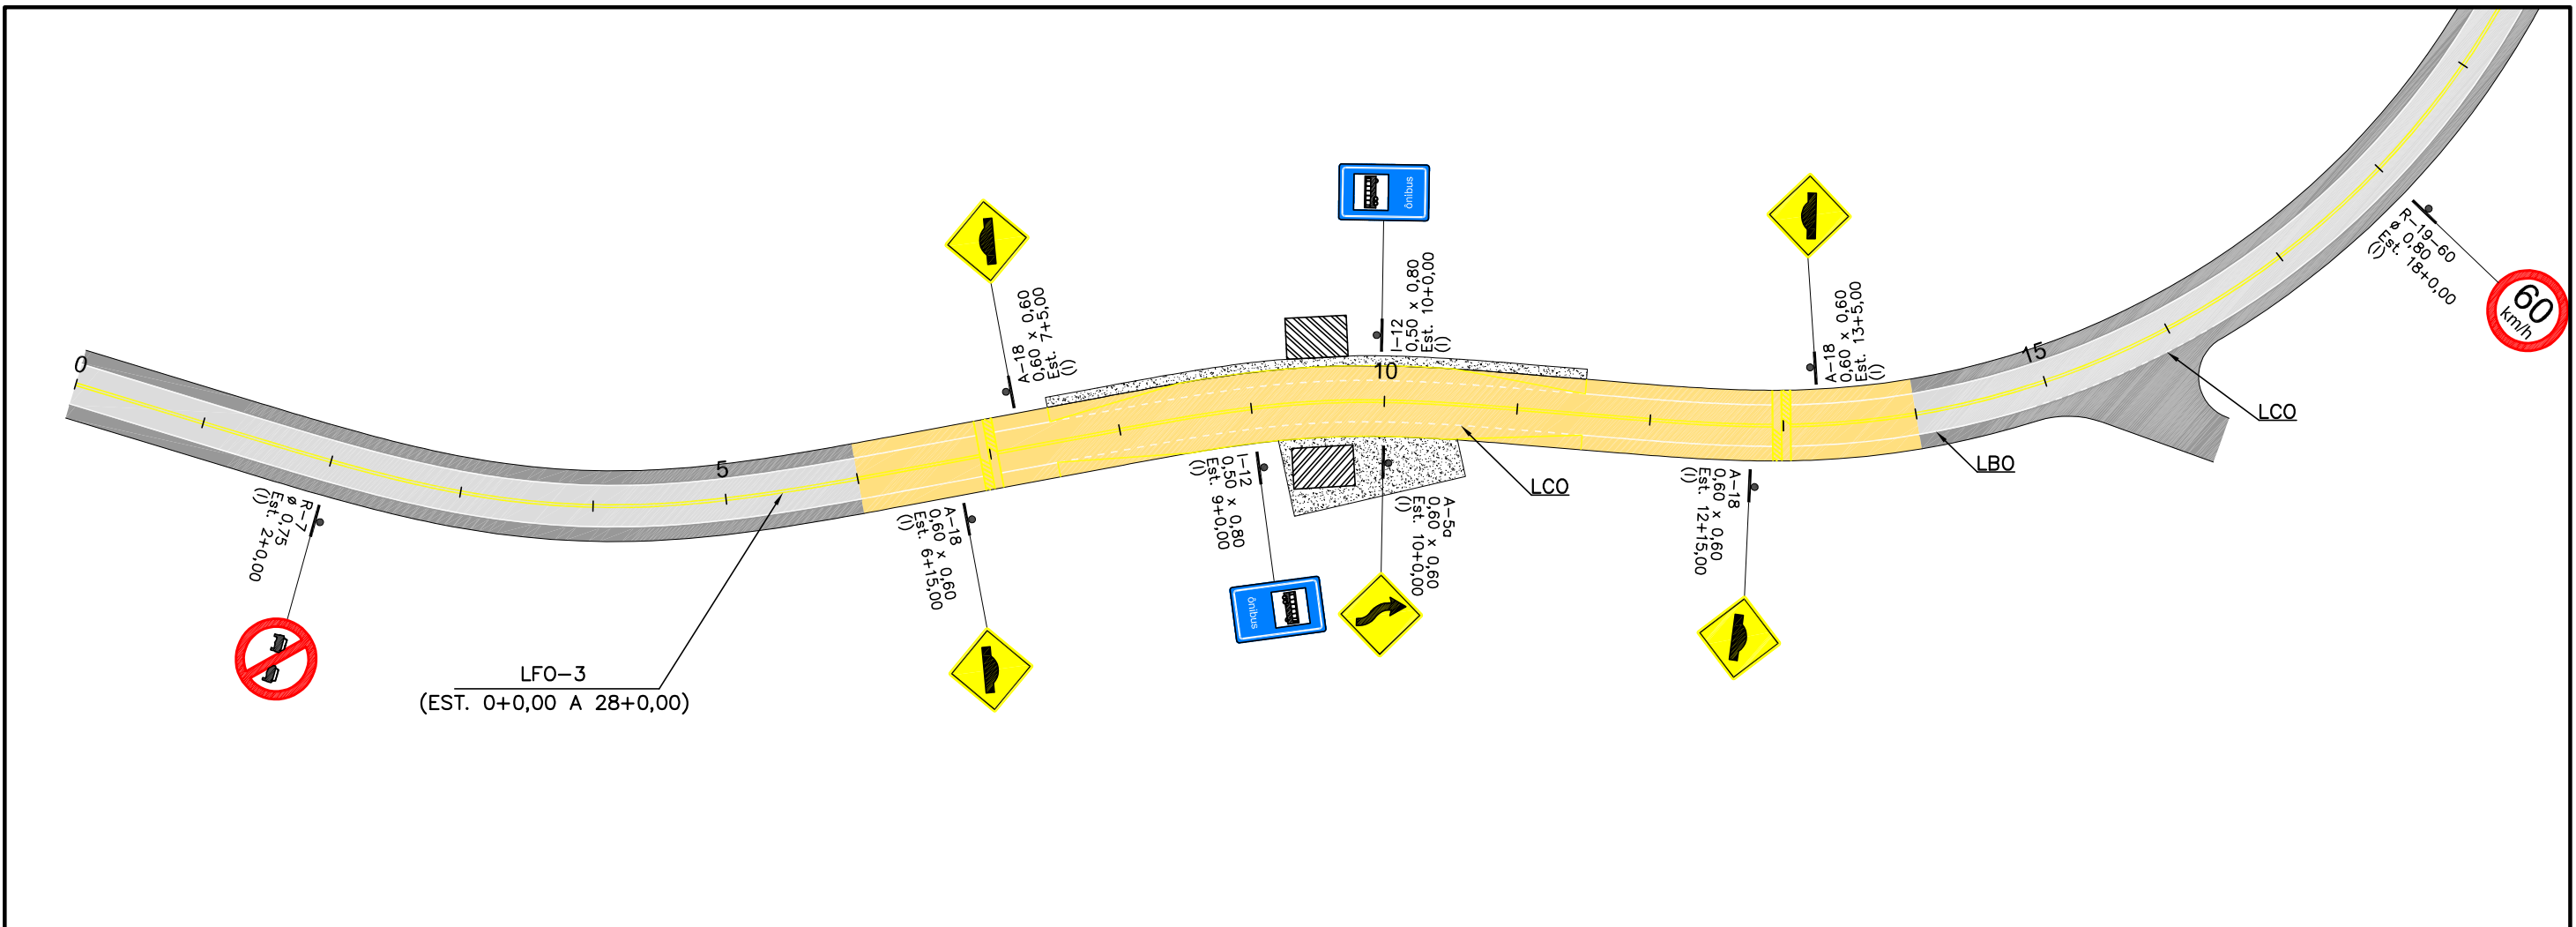 0
R-7
ø 0,75
Est. 2+0,00
(I)
LFO-3
(EST. 0+0,00 A 28+0,00)
5
A-18
0,60 x 0,60
Est. 6+15,00
(I)
A-18
0,60 x 0,60
Est. 7+5,00
(I)
I-12
0,50 x 0,80
Est. 9+0,00
(I)
ônibus
ônibus
I-12
0,50 x 0,80
Est. 10+0,00
(I)
10
A-5a
0,60 x 0,60
Est. 10+0,00
(I)
LCO
A-18
0,60 x 0,60
Est. 12+15,00
(I)
A-18
0,60 x 0,60
Est. 13+5,00
(I)
LBO
15
LCO
R-19-60
ø 0,80
Est. 18+0,00
(I)
60
km/h